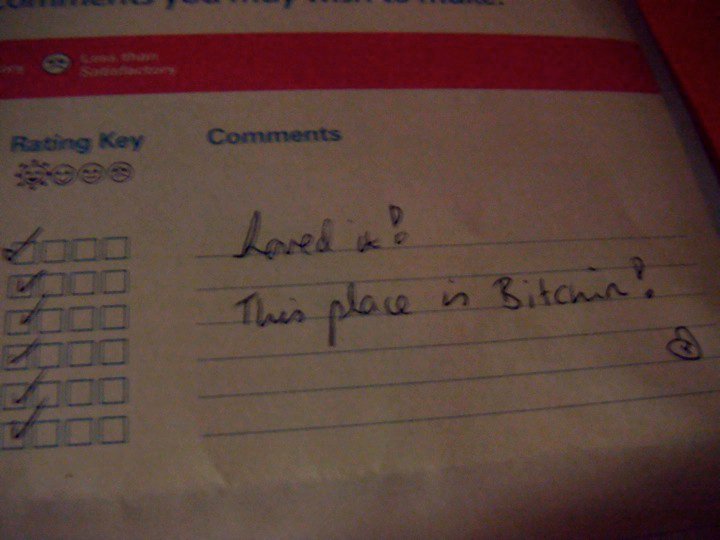 comments you may wish to make.
Less than
Satisfactory
Rating Key
Comments
Loved it!
This place is Bitchin'!